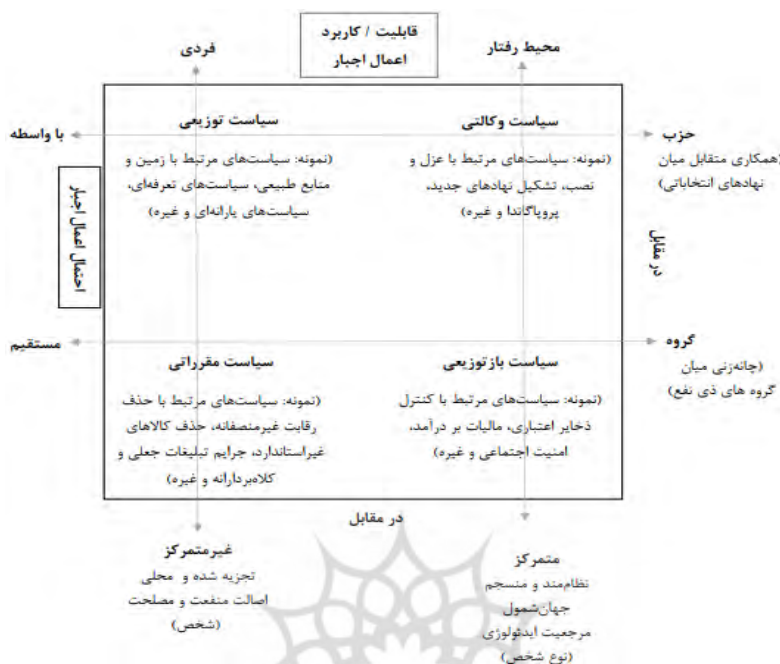 قابلیت / کاربرد
اعمال اجبار
محیط رفتار
فردی
حزب
(همکاری متقابل میان
نهادهای انتخاباتی)
با واسطه
سیاست وکالتی
(نمونه: سیاست‌های مرتبط با عزل و
نصب، تشکیل نهادهای جدید،
پروپاگاندا و غیره)
سیاست توزیعی
(نمونه: سیاست‌های مرتبط با زمین و
منابع طبیعی، سیاست‌های تعرفه‌ای،
سیاست‌های یارانه‌ای و غیره)
احتمال اعمال اجبار
در مقابل
گروه
(چانه‌زنی میان
گروه های ذی نفع)
مستقیم
سیاست بازتوزیعی
(نمونه: سیاست‌های مرتبط با کنترل
ذخایر اعتباری، مالیات بر درآمد،
امنیت اجتماعی و غیره)
سیاست مقرراتی
(نمونه: سیاست‌های مرتبط با حذف
رقابت غیرمنصفانه، حذف کالاهای
غیراستاندارد، جرایم تبلیغات جعلی و
کلاه‌بردارانه و غیره)
در مقابل
متمرکز
نظام‌مند و منسجم
جهان‌شمول
مرجعیت ایدئولوژی
(نوع شخص)
غیرمتمرکز
تجزیه شده و محلی
اصالت منفعت و مصلحت
(شخص)